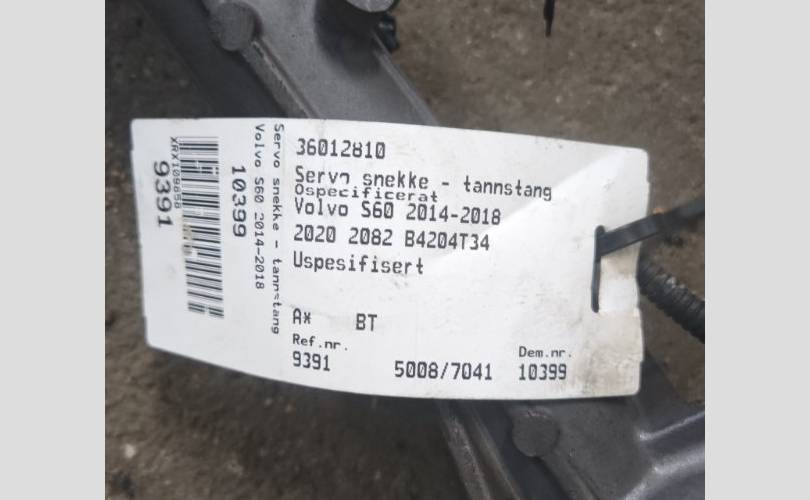 36012810
Servo snekke - tannstang
Ospecificerat
Volvo S60 2014-2018
2020 2082 B4204T34
Uspesifisert
A* BT
Ref.nr.
9391
5008/7041
Dem.nr.
10399
Servo snekke - tannstang
Volvo S60 2014-2018
10399
XRX109858
9391